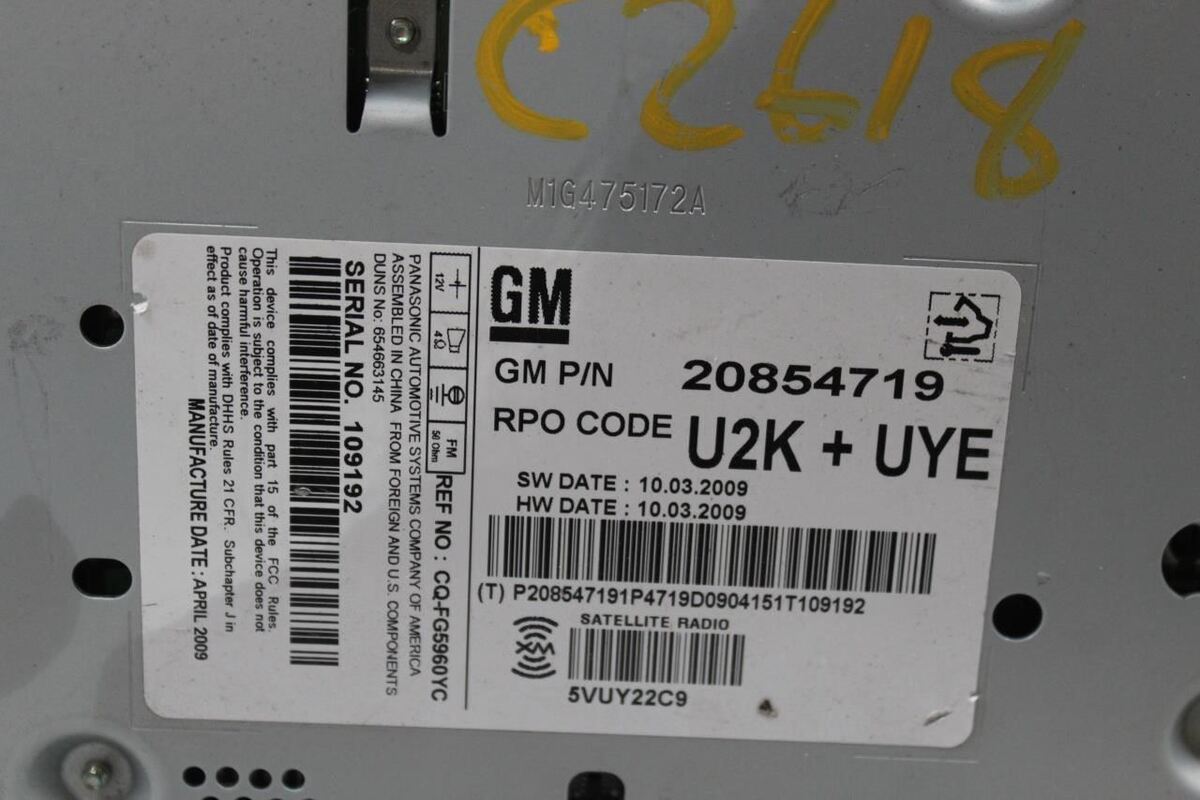 C2618
M1G475172A
GM
GM P/N 20854719
RPO CODE U2K + UYE
SW DATE : 10.03.2009
HW DATE : 10.03.2009
(T) P208547191P4719D0904151T109192
SATELLITE RADIO
XM
5VUY22C9
12V
4Ω
FM
50 Ohm
REF NO : CQ-FG5960YC
PANASONIC AUTOMOTIVE SYSTEMS COMPANY OF AMERICA
ASSEMBLED IN CHINA FROM FOREIGN AND U.S. COMPONENTS
DUNS No: 654663145
SERIAL NO. 109192
This device complies with part 15 of the FCC Rules.
Operation is subject to the condition that this device does not
cause harmful interference.
Product complies with DHHS Rules 21 CFR. Subchapter J in
effect as of date of manufacture.
MANUFACTURE DATE : APRIL 2009